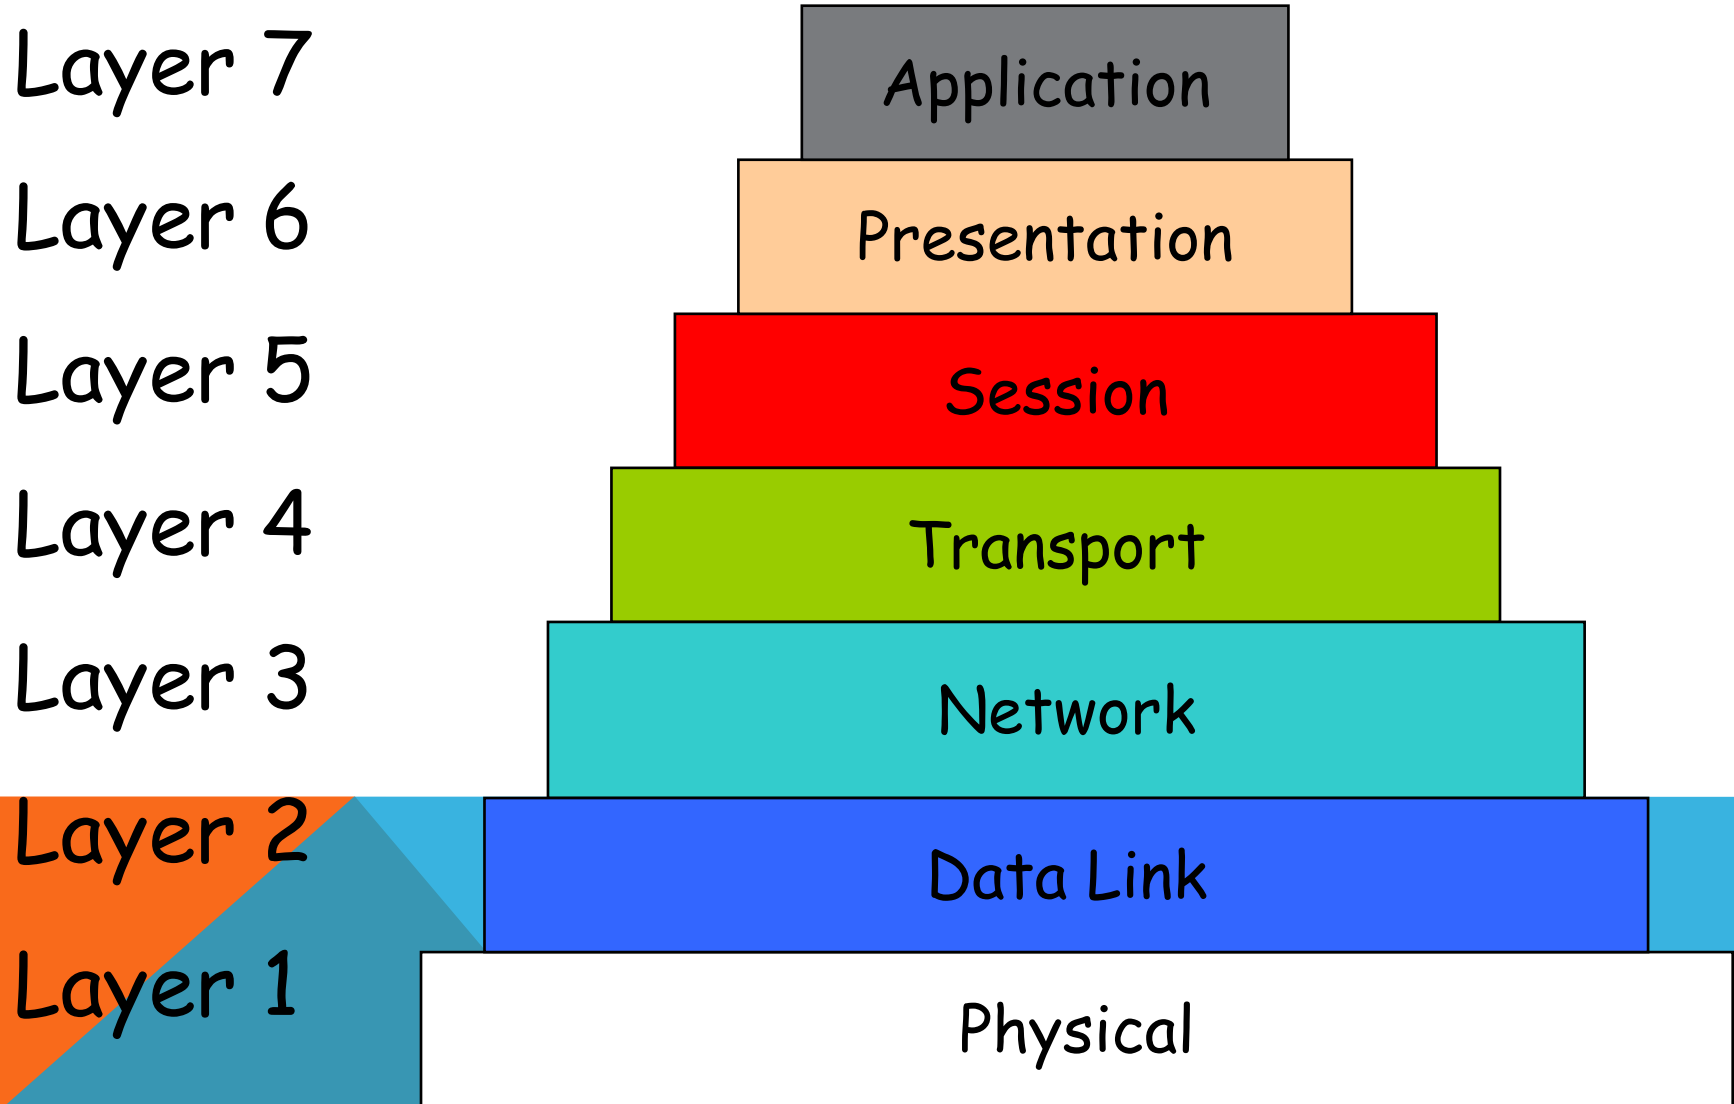 Layer 7
Application
Layer 6
Presentation
Layer 5
Session
Layer 4
Transport
Layer 3
Network
Layer 2
Data Link
Layer 1
Physical